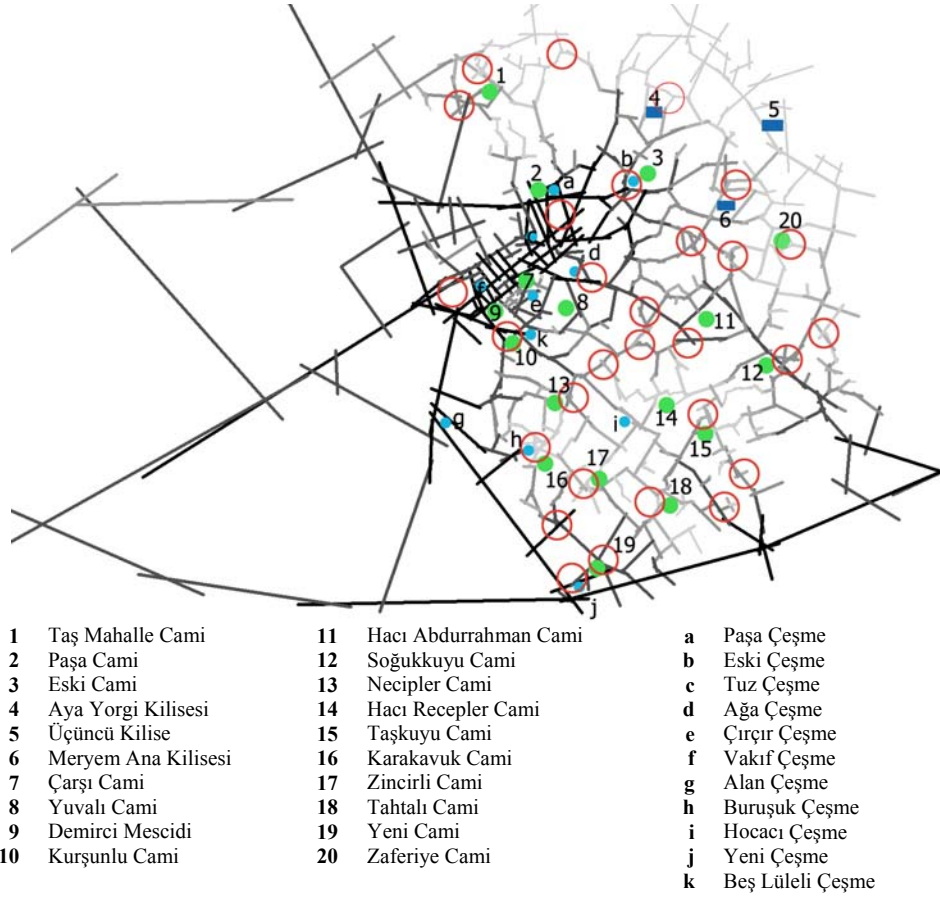 1
4
5
b
3
2
a
6
20
c
d
f
7
e
8
9
11
k
10
12
13
g
i
14
15
h
16
17
18
19
j
1 Taş Mahalle Cami
2 Paşa Cami
3 Eski Cami
4 Aya Yorgi Kilisesi
5 Üçüncü Kilise
6 Meryem Ana Kilisesi
7 Çarşı Cami
8 Yuvalı Cami
9 Demirci Mescidi
10 Kurşunlu Cami
11 Hacı Abdurrahman Cami
12 Soğukkuyu Cami
13 Necipler Cami
14 Hacı Recepler Cami
15 Taşkuyu Cami
16 Karakavuk Cami
17 Zincirli Cami
18 Tahtalı Cami
19 Yeni Cami
20 Zaferiye Cami
a Paşa Çeşme
b Eski Çeşme
c Tuz Çeşme
d Ağa Çeşme
e Çırçır Çeşme
f Vakıf Çeşme
g Alan Çeşme
h Buruşuk Çeşme
i Hocacı Çeşme
j Yeni Çeşme
k Beş Lüleli Çeşme